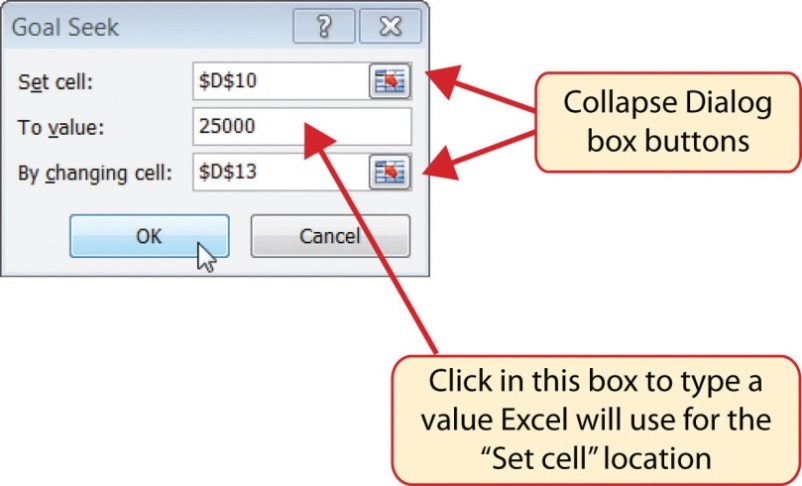 Goal Seek ?
Set cell: $D$10
To value: 25000
By changing cell: $D$13
OK Cancel
Collapse Dialog
box buttons
Click in this box to type a
value Excel will use for the
“Set cell” location